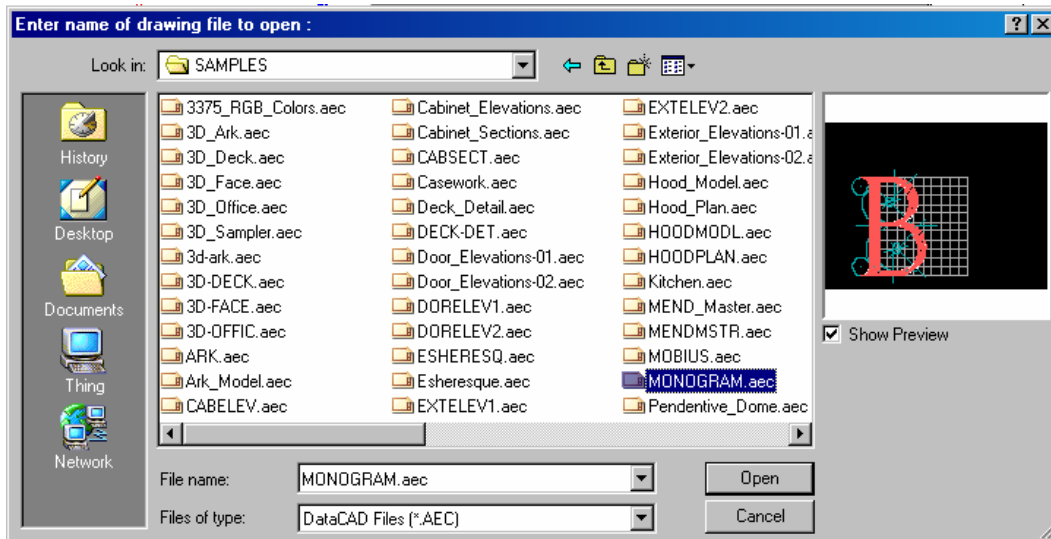 Enter name of drawing file to open :
Look in: SAMPLES
History
Desktop
Documents
Thing
Network
3375_RGB_Colors.aec
3D_Ark.aec
3D_Deck.aec
3D_Face.aec
3D_Office.aec
3D_Sampler.aec
3d-ark.aec
3D-DECK.aec
3D-FACE.aec
3D-OFFIC.aec
ARK.aec
Ark_Model.aec
CABELEV.aec
Cabinet_Elevations.aec
Cabinet_Sections.aec
CABSECT.aec
Casework.aec
Deck_Detail.aec
DECK-DET.aec
Door_Elevations-01.aec
Door_Elevations-02.aec
DORELEV1.aec
DORELEV2.aec
ESHERESQ.aec
Esheresque.aec
EXTELEV1.aec
EXTELEV2.aec
Exterior_Elevations-01.a
Exterior_Elevations-02.a
Hood_Model.aec
Hood_Plan.aec
HOODMODL.aec
HOODPLAN.aec
Kitchen.aec
MEND_Master.aec
MENDMSTR.aec
MOBIUS.aec
MONOGRAM.aec
Pendentive_Dome.aec
B
Show Preview
File name: MONOGRAM.aec
Open
Files of type: DataCAD Files (*.AEC)
Cancel